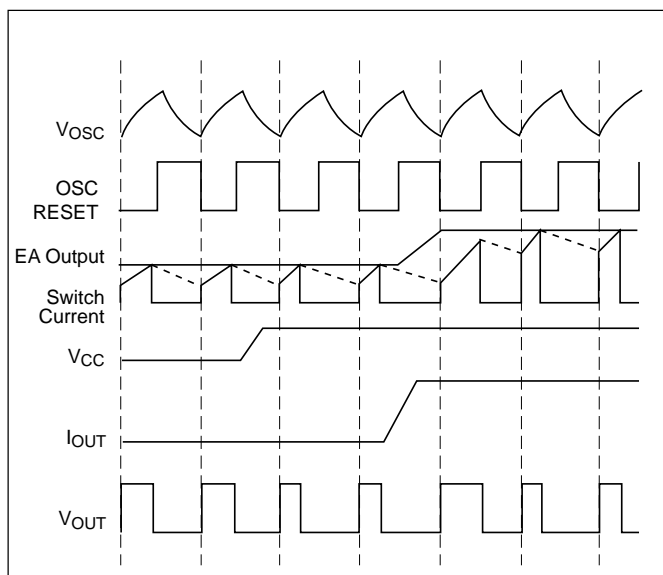 VOSC
OSC
RESET
EA Output
Switch
Current
VCC
IOUT
VOUT